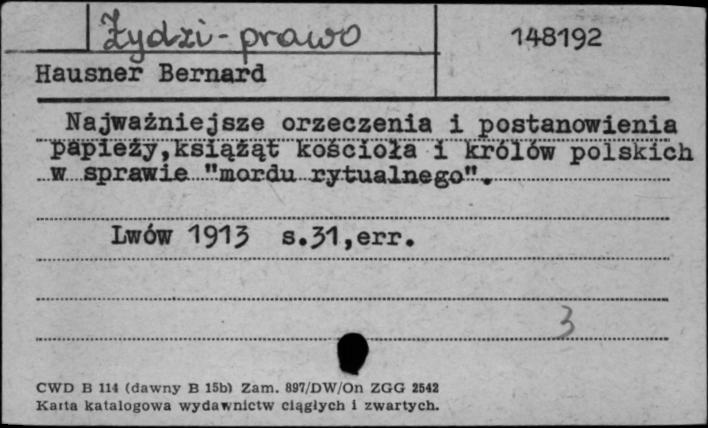 Żydzi - prawo
148192
Hausner Bernard
Najważniejsze orzeczenia i postanowienia
papieży,książąt kościoła i królów polskich
w sprawie "mordu rytualnego".
Lwów 1913 s.31,err.
3
CWD B 114 (dawny B 15b) Zam. 897/DW/On ZGG 2542
Karta katalogowa wydawnictw ciągłych i zwartych.